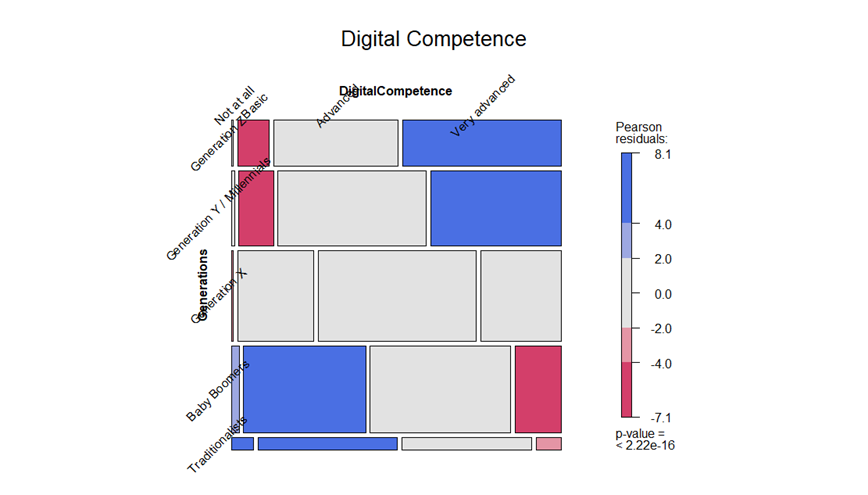 Digital Competence
DigitalCompetence
Not at all
Basic
Advanced
Very advanced
Generations
Generation Z
Generation Y / Millennials
Generation X
Baby Boomers
Traditionalists
Pearson
residuals:
8.1
4.0
2.0
0.0
-2.0
-4.0
-7.1
p-value =
< 2.22e-16